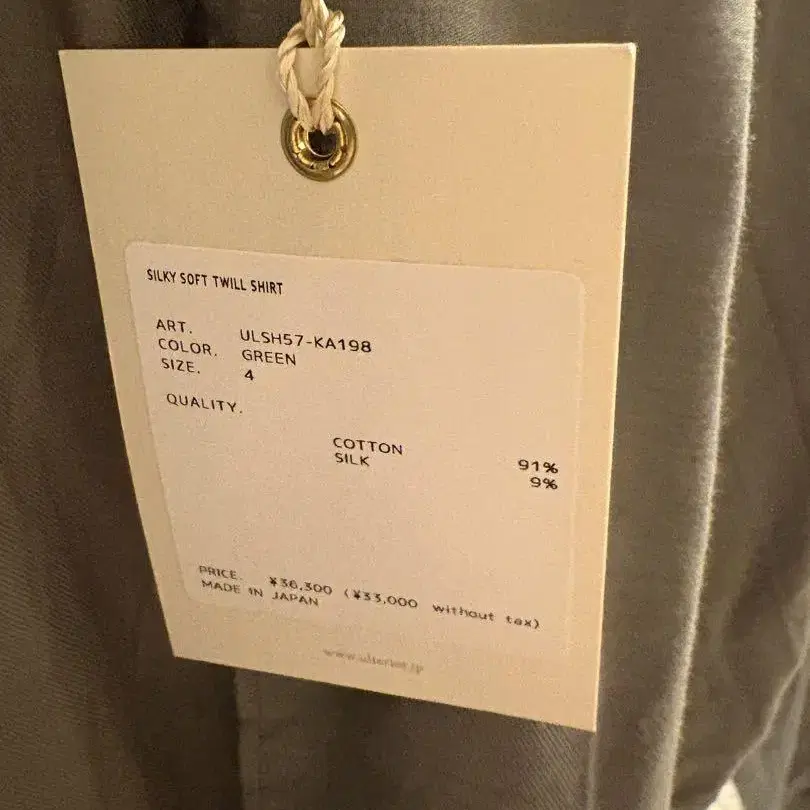 SILKY SOFT TWILL SHIRT
ART. ULSH57-KA198
COLOR. GREEN
SIZE. 4
QUALITY.
COTTON 91%
SILK 9%
PRICE. ¥36,300 (¥33,000 without tax)
MADE IN JAPAN